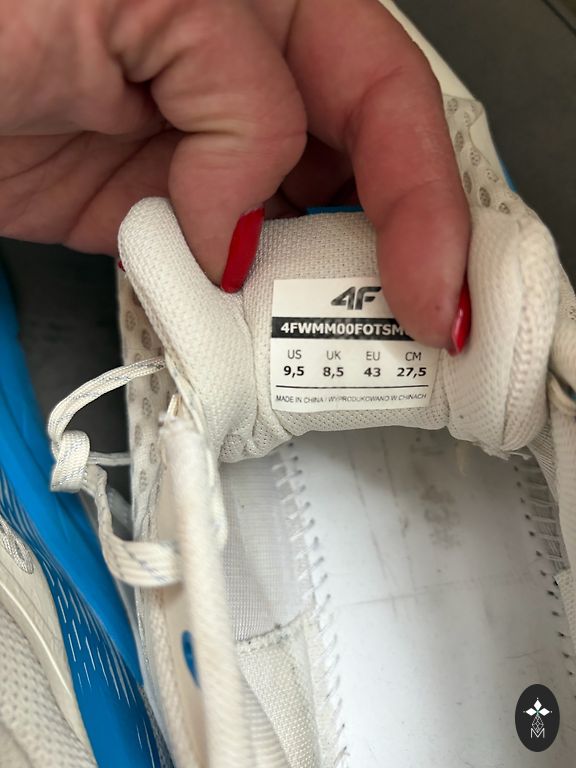 4F
4FWMM00FOTSM
US UK EU CM
9,5 8,5 43 27,5
MADE IN CHINA / WYPRODUKOWANO W CHINACH
M